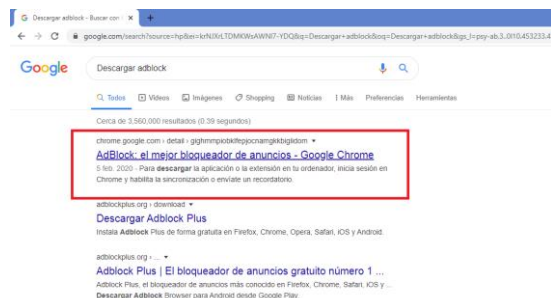 Descargar adblock - Buscar con
google.com/search?source=hp&ei=krNIXrLTDMKWsAWNI7-YDQ&q=Descargar+adblock&oq=Descargar+adblock&gs_l=psy-ab.3..0l10.453233.4
Google
Descargar adblock
Todos Vídeos Imágenes Shopping Noticias Más Preferencias Herramientas
Cerca de 3,560,000 resultados (0.39 segundos)
chrome.google.com › detail › gighmmpiobklfepjocnamgkkbiglidom
AdBlock: el mejor bloqueador de anuncios - Google Chrome
5 feb. 2020 - Para descargar la aplicación o la extensión en tu ordenador, inicia sesión en
Chrome y habilita la sincronización o envíate un recordatorio.
adblockplus.org › download
Descargar Adblock Plus
Instala Adblock Plus de forma gratuita en Firefox, Chrome, Opera, Safari, iOS y Android.
adblockplus.org › ...
Adblock Plus | El bloqueador de anuncios gratuito número 1 ...
Adblock Plus, el bloqueador de anuncios más conocido en Firefox, Chrome, Safari, iOS y ...
Descargar Adblock Browser para Android desde Google Play